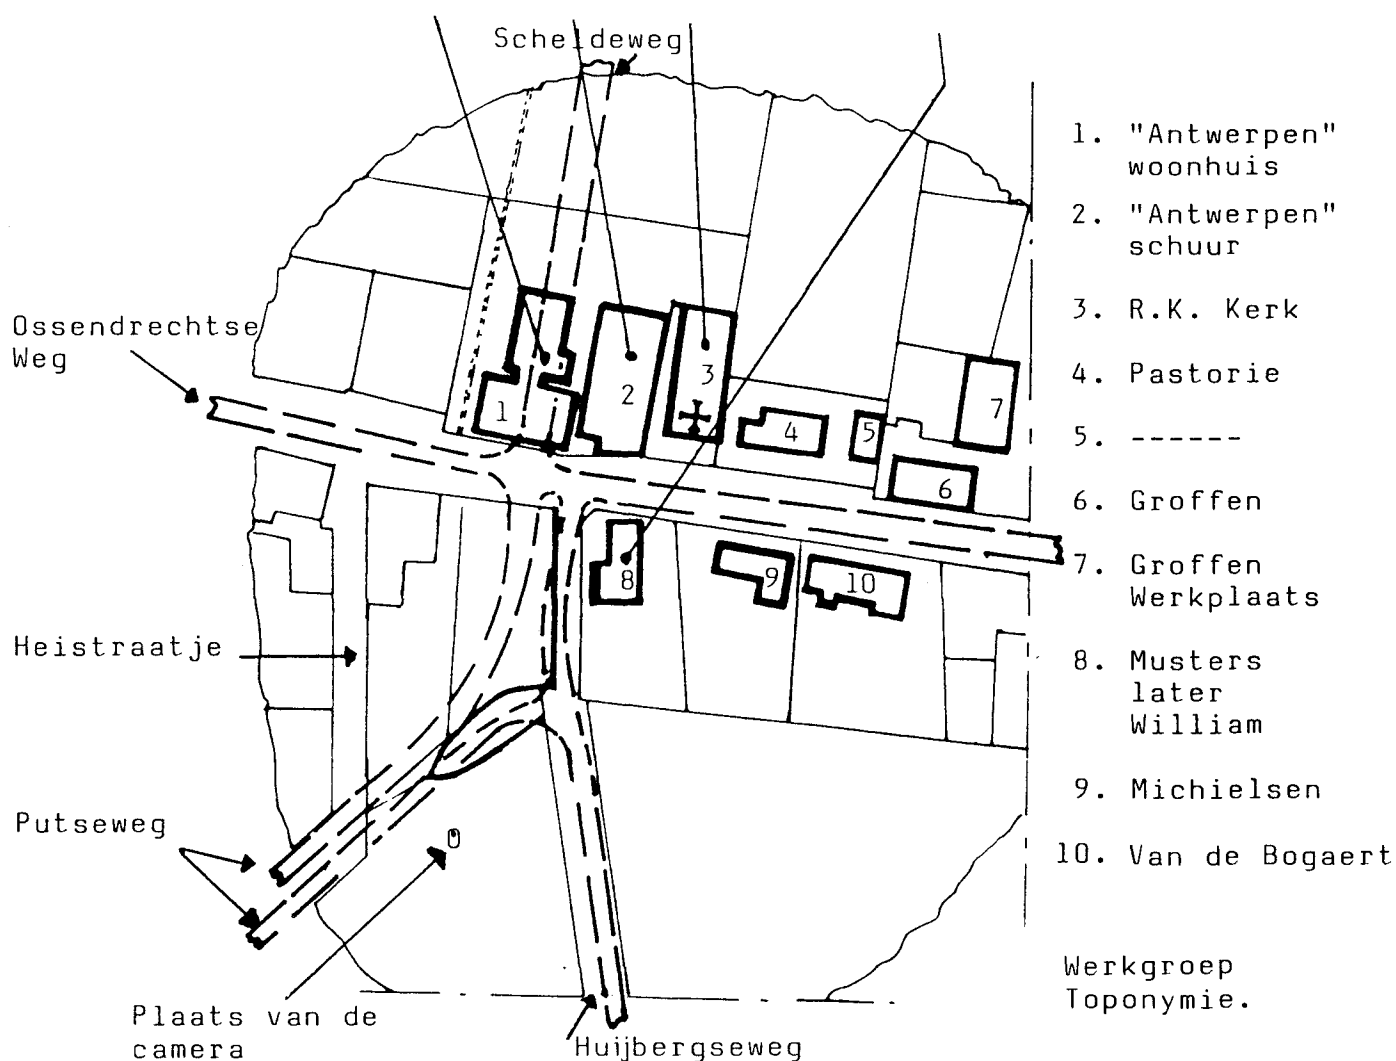 Scheldeweg
Ossendrechtse
Weg
Heistraatje
Putseweg
Plaats van de
camera
Huijbergseweg
1
2
3
4
5
6
7
8
9
10
1. "Antwerpen"
woonhuis
2. "Antwerpen"
schuur
3. R.K. Kerk
4. Pastorie
5. ------
6. Groffen
7. Groffen
Werkplaats
8. Musters
later
William
9. Michielsen
10. Van de Bogaert
Werkgroep
Toponymie.